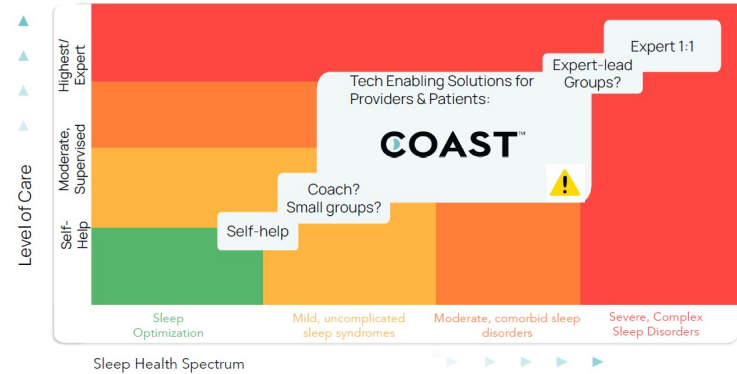 Highest/
Expert
Moderate,
Supervised
Self-
Help
Level of Care
Expert 1:1
Expert-lead
Groups?
Tech Enabling Solutions for
Providers & Patients:
COAST™
Coach?
Small groups?
Self-help
Sleep
Optimization
Mild, uncomplicated
sleep syndromes
Moderate, comorbid sleep
disorders
Severe, Complex
Sleep Disorders
Sleep Health Spectrum